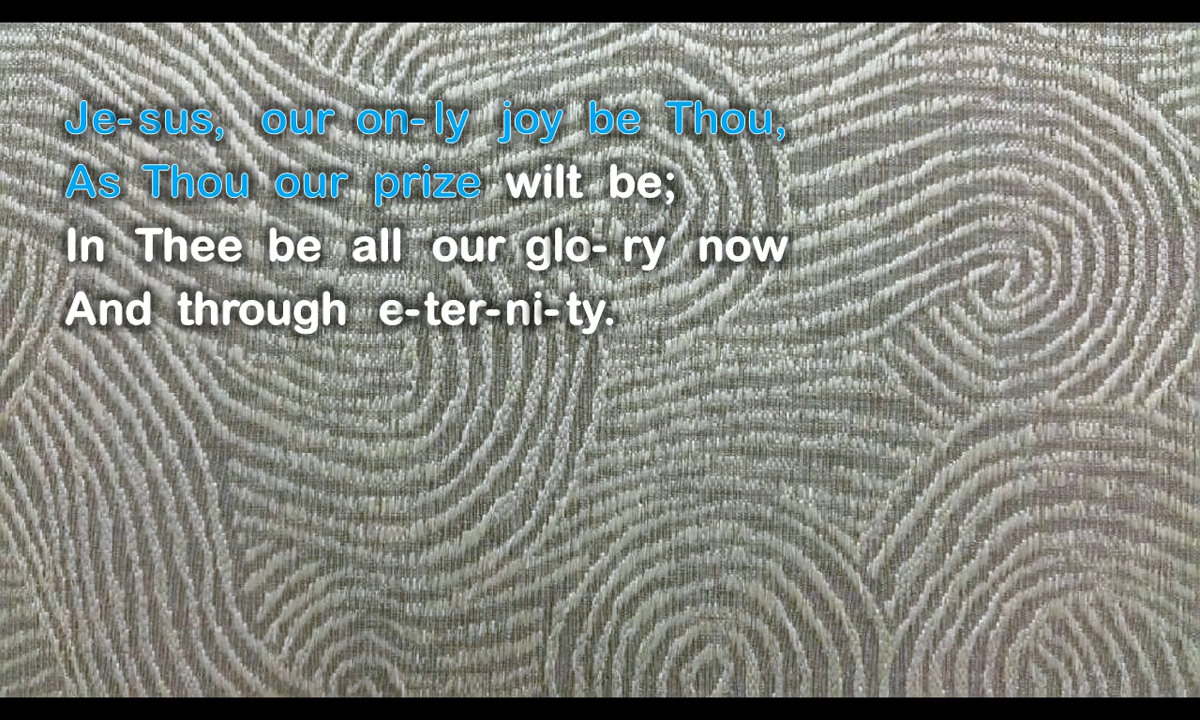 Je-sus, our on-ly joy be Thou,
As Thou our prize wilt be;
In Thee be all our glo-ry now
And through e-ter-ni-ty.